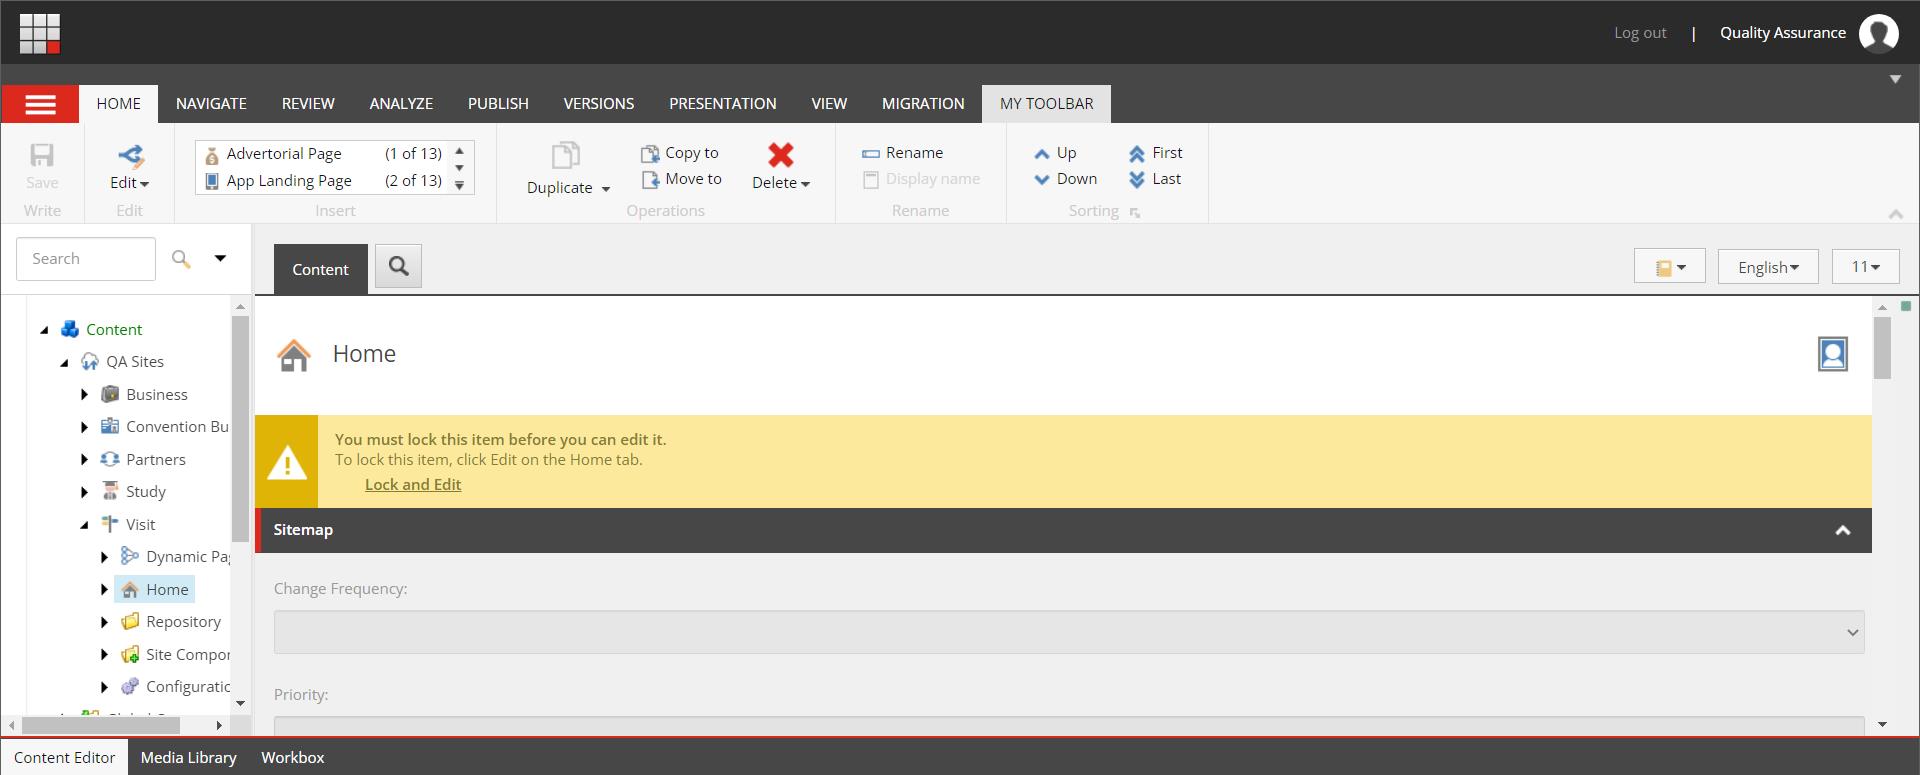 Log out | Quality Assurance
HOME NAVIGATE REVIEW ANALYZE PUBLISH VERSIONS PRESENTATION VIEW MIGRATION MY TOOLBAR
Save
Write
Edit
Edit
Advertorial Page (1 of 13)
App Landing Page (2 of 13)
Insert
Duplicate
Copy to
Move to
Delete
Operations
Rename
Display name
Rename
Up
Down
First
Last
Sorting
Search
Content
English
11
Content
QA Sites
Business
Convention Bu
Partners
Study
Visit
Dynamic Pag
Home
Repository
Site Compor
Configuratic
Home
You must lock this item before you can edit it.
To lock this item, click Edit on the Home tab.
Lock and Edit
Sitemap
Change Frequency:
Priority:
Content Editor Media Library Workbox